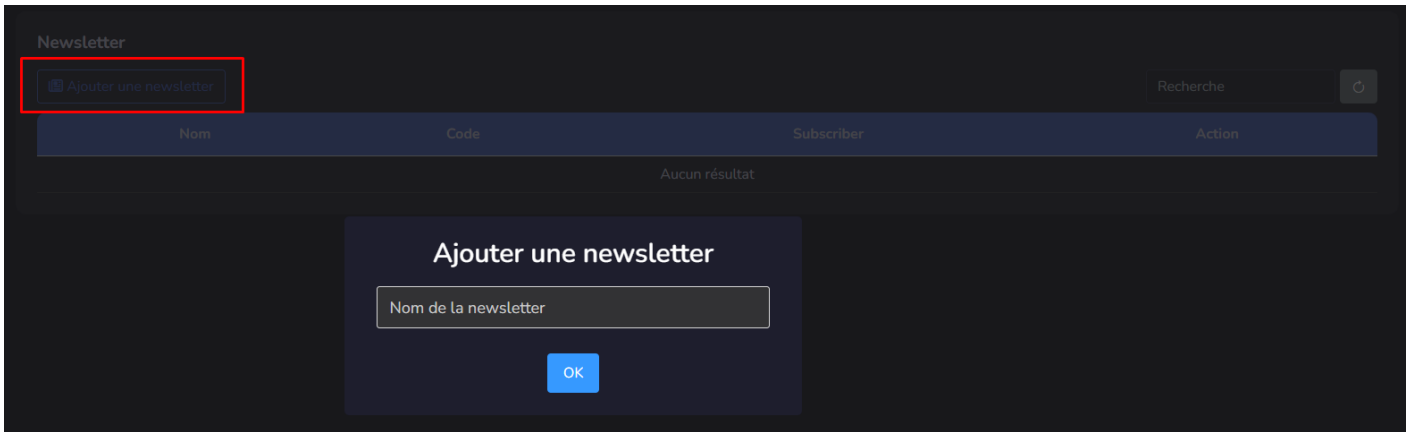 Newsletter
Ajouter une newsletter
Recherche
Nom Code Subscriber Action
Aucun résultat
Ajouter une newsletter
Nom de la newsletter
OK